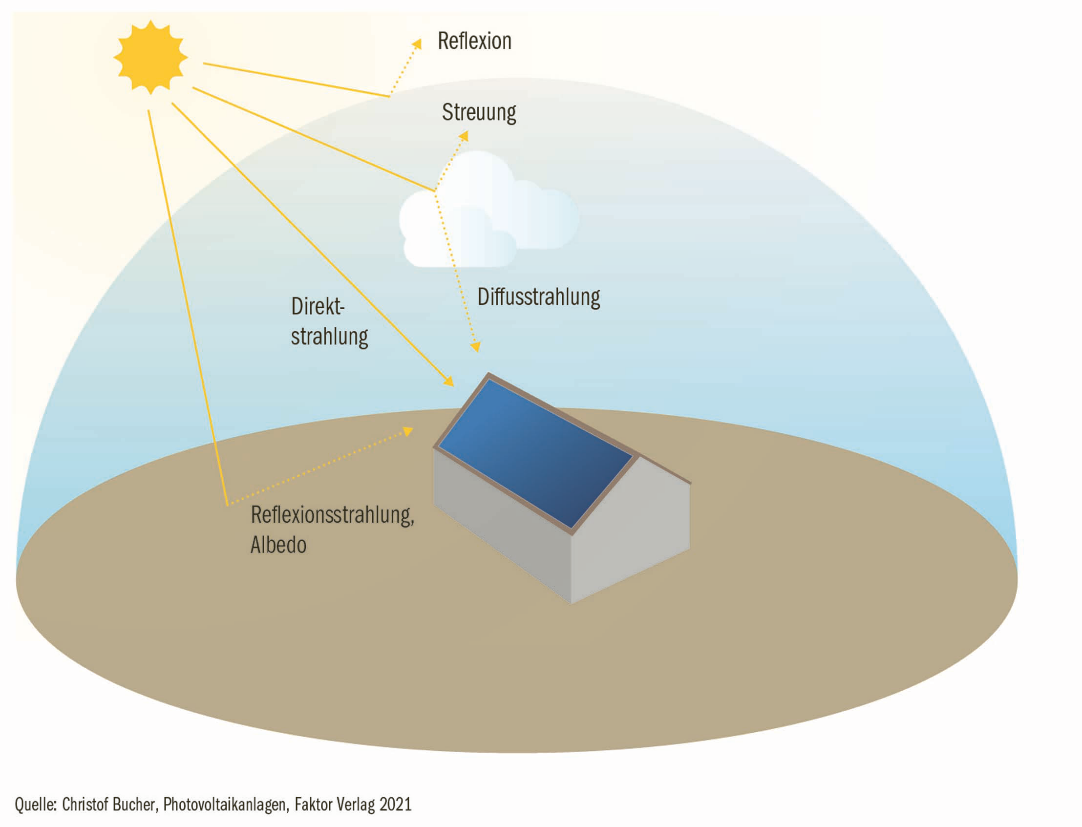 Reflexion
Streuung
Diffusstrahlung
Direkt-
strahlung
Reflexionsstrahlung,
Albedo
Quelle: Christof Bucher, Photovoltaikanlagen, Faktor Verlag 2021